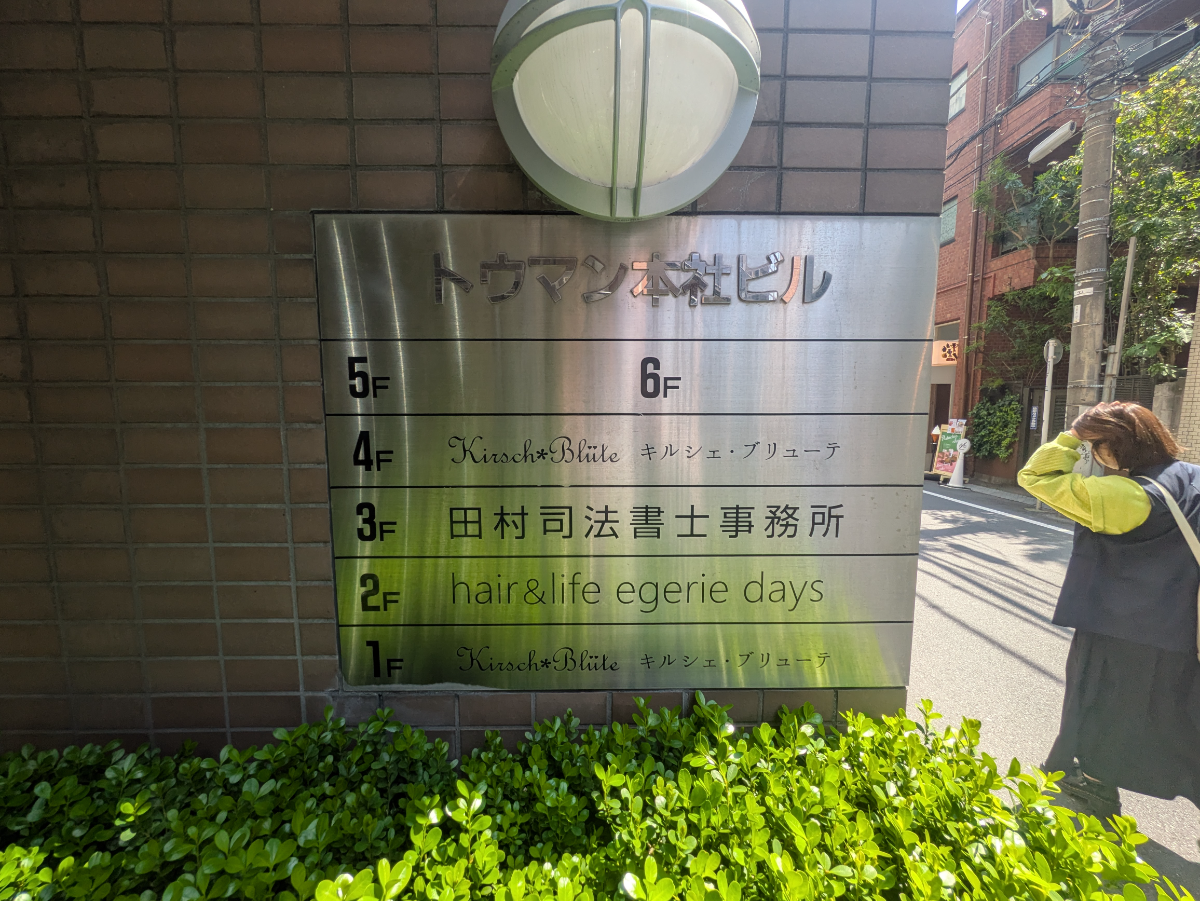 トウマン本社ビル
5F 6F
4F Kirsch*Blüte キルシェ・ブリューテ
3F 田村司法書士事務所
2F hair&life egerie days
1F Kirsch*Blüte キルシェ・ブリューテ